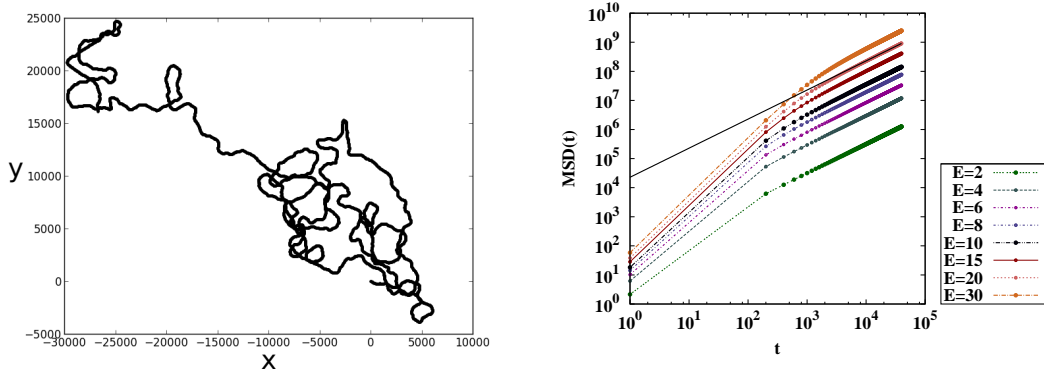 25000
20000
15000
10000
5000
0
−5000
y
−30000 −25000 −20000 −15000 −10000 −5000 0 5000 10000
x
10^10
10^9
10^8
10^7
10^6
10^5
10^4
10^3
10^2
10^1
10^0
MSD(t)
10^0 10^1 10^2 10^3 10^4 10^5
t
E=2
E=4
E=6
E=8
E=10
E=15
E=20
E=30